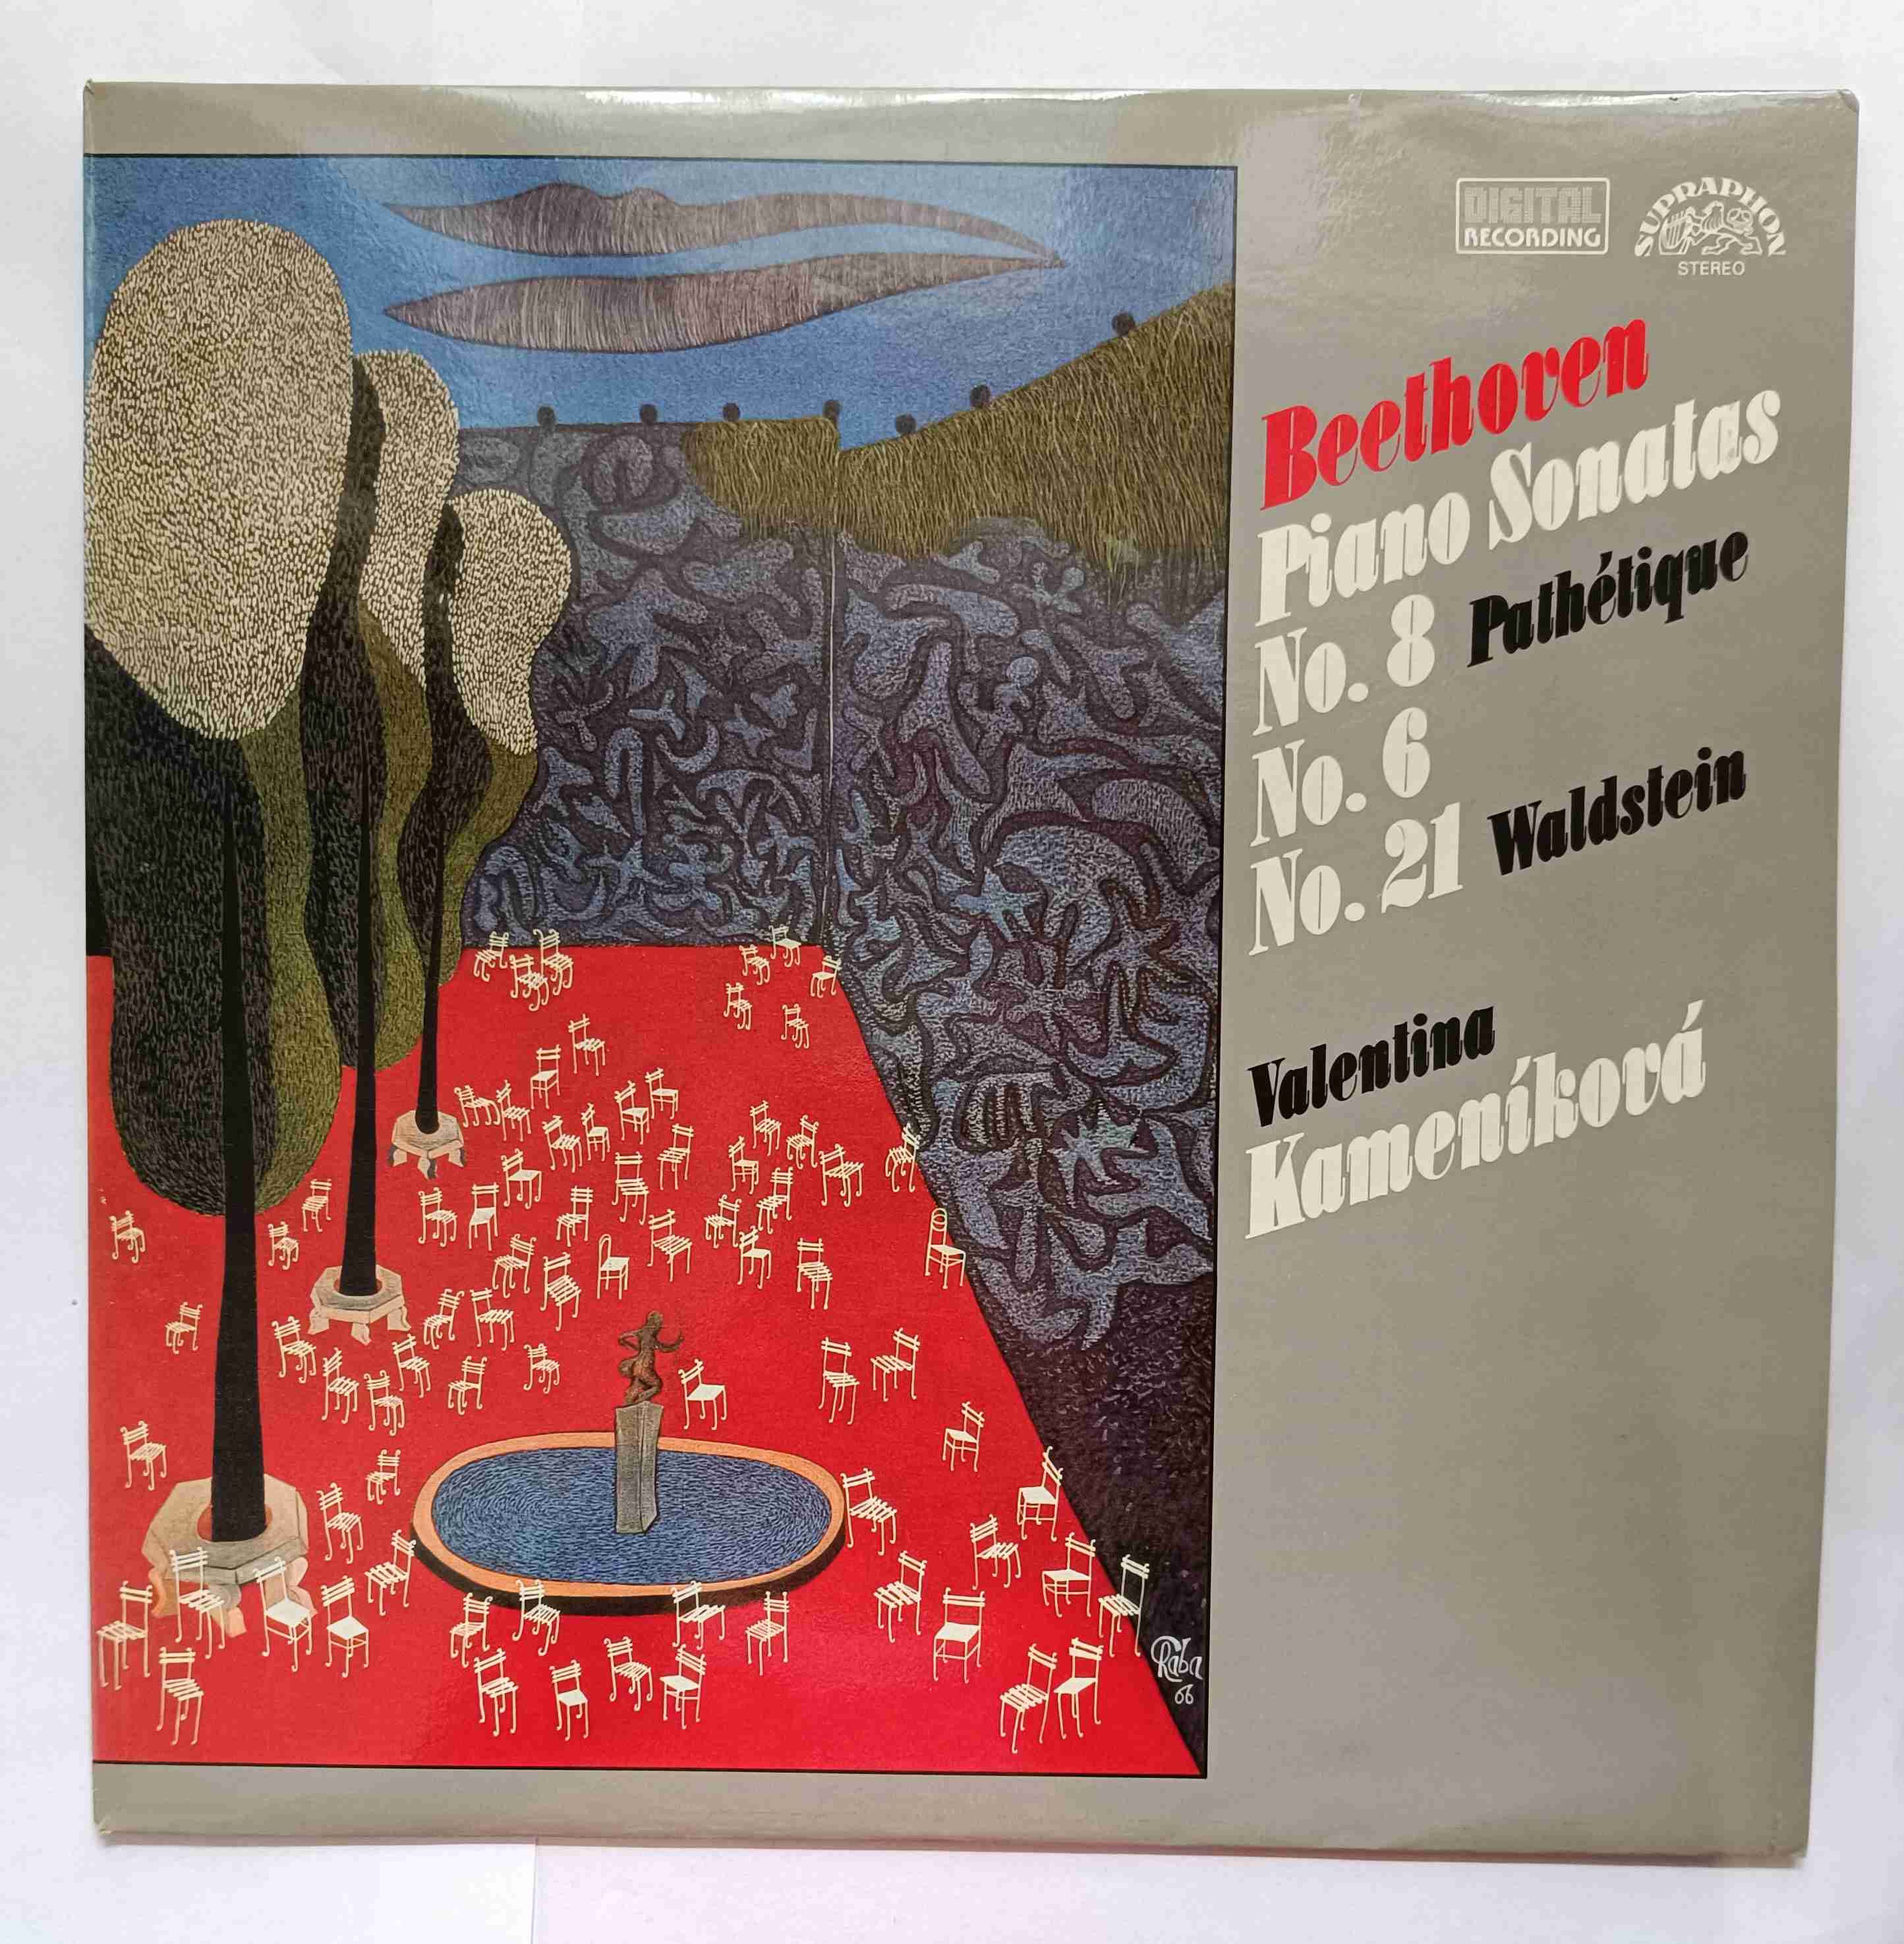 DIGITAL
RECORDING
SUPRAPHON
STEREO
Beethoven
Piano Sonatas
No. 8 Pathétique
No. 6
No. 21 Waldstein
Valentina
Kameníková
Raba
66